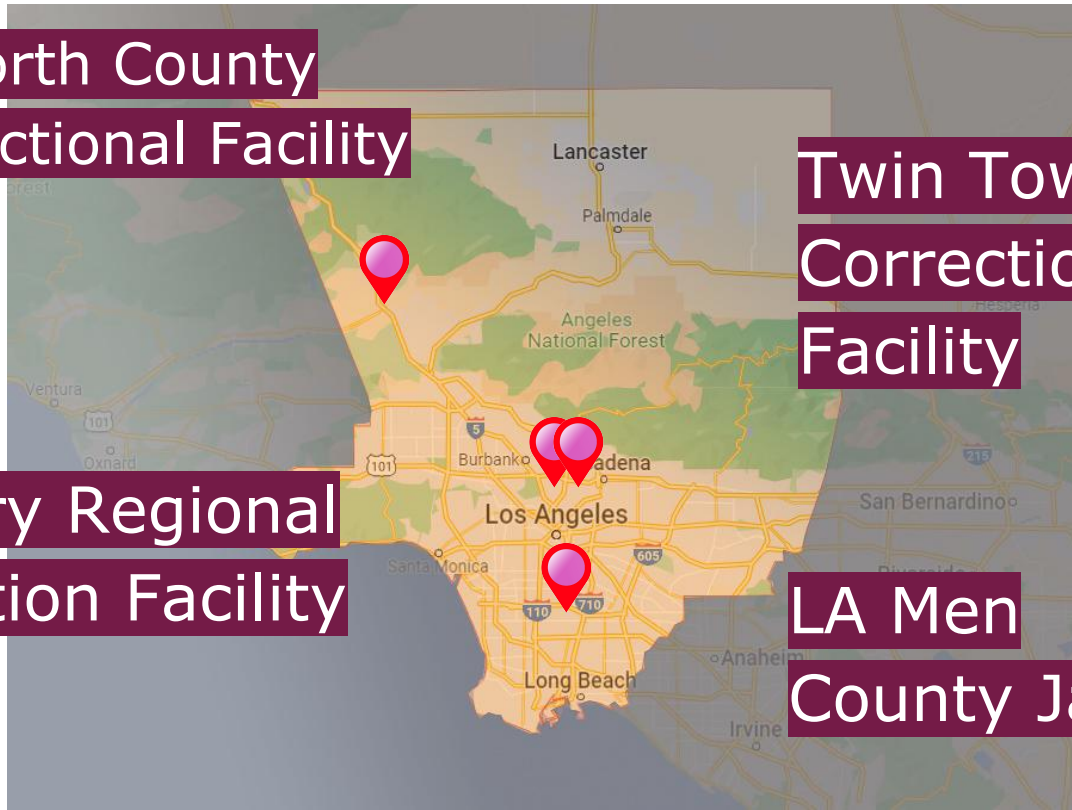 orth County
ctional Facility
Lancaster
Twin Tow
Palmdale
Correctio
Hesperia
Angeles
National Forest
Facility
Ventura
101
5
Oxnard
101
Burbank
adena
215
ry Regional
San Bernardino
Los Angeles
605
Santa Monica
Riverside
tion Facility
110
710
LA Men
Anaheim
Long Beach
County Ja
Irvine